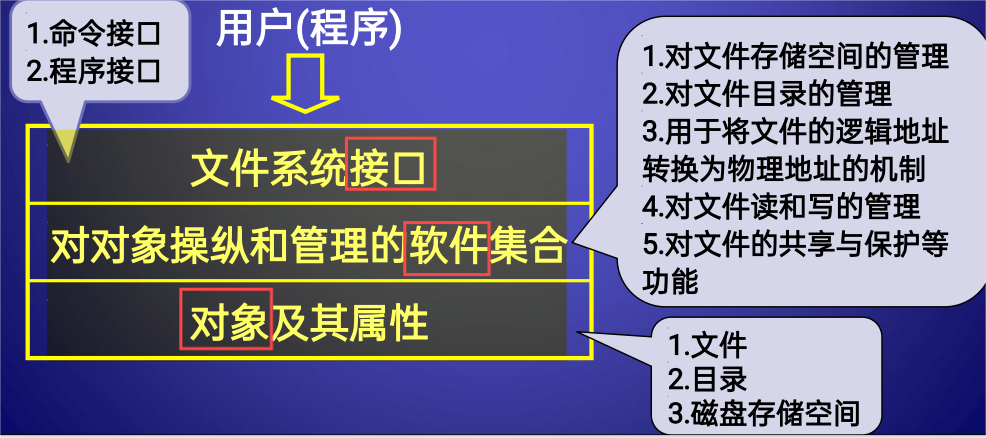 1.命令接口
2.程序接口
用户(程序)
文件系统接口
对对象操纵和管理的软件集合
对象及其属性
1.对文件存储空间的管理
2.对文件目录的管理
3.用于将文件的逻辑地址
转换为物理地址的机制
4.对文件读和写的管理
5.对文件的共享与保护等
功能
1.文件
2.目录
3.磁盘存储空间